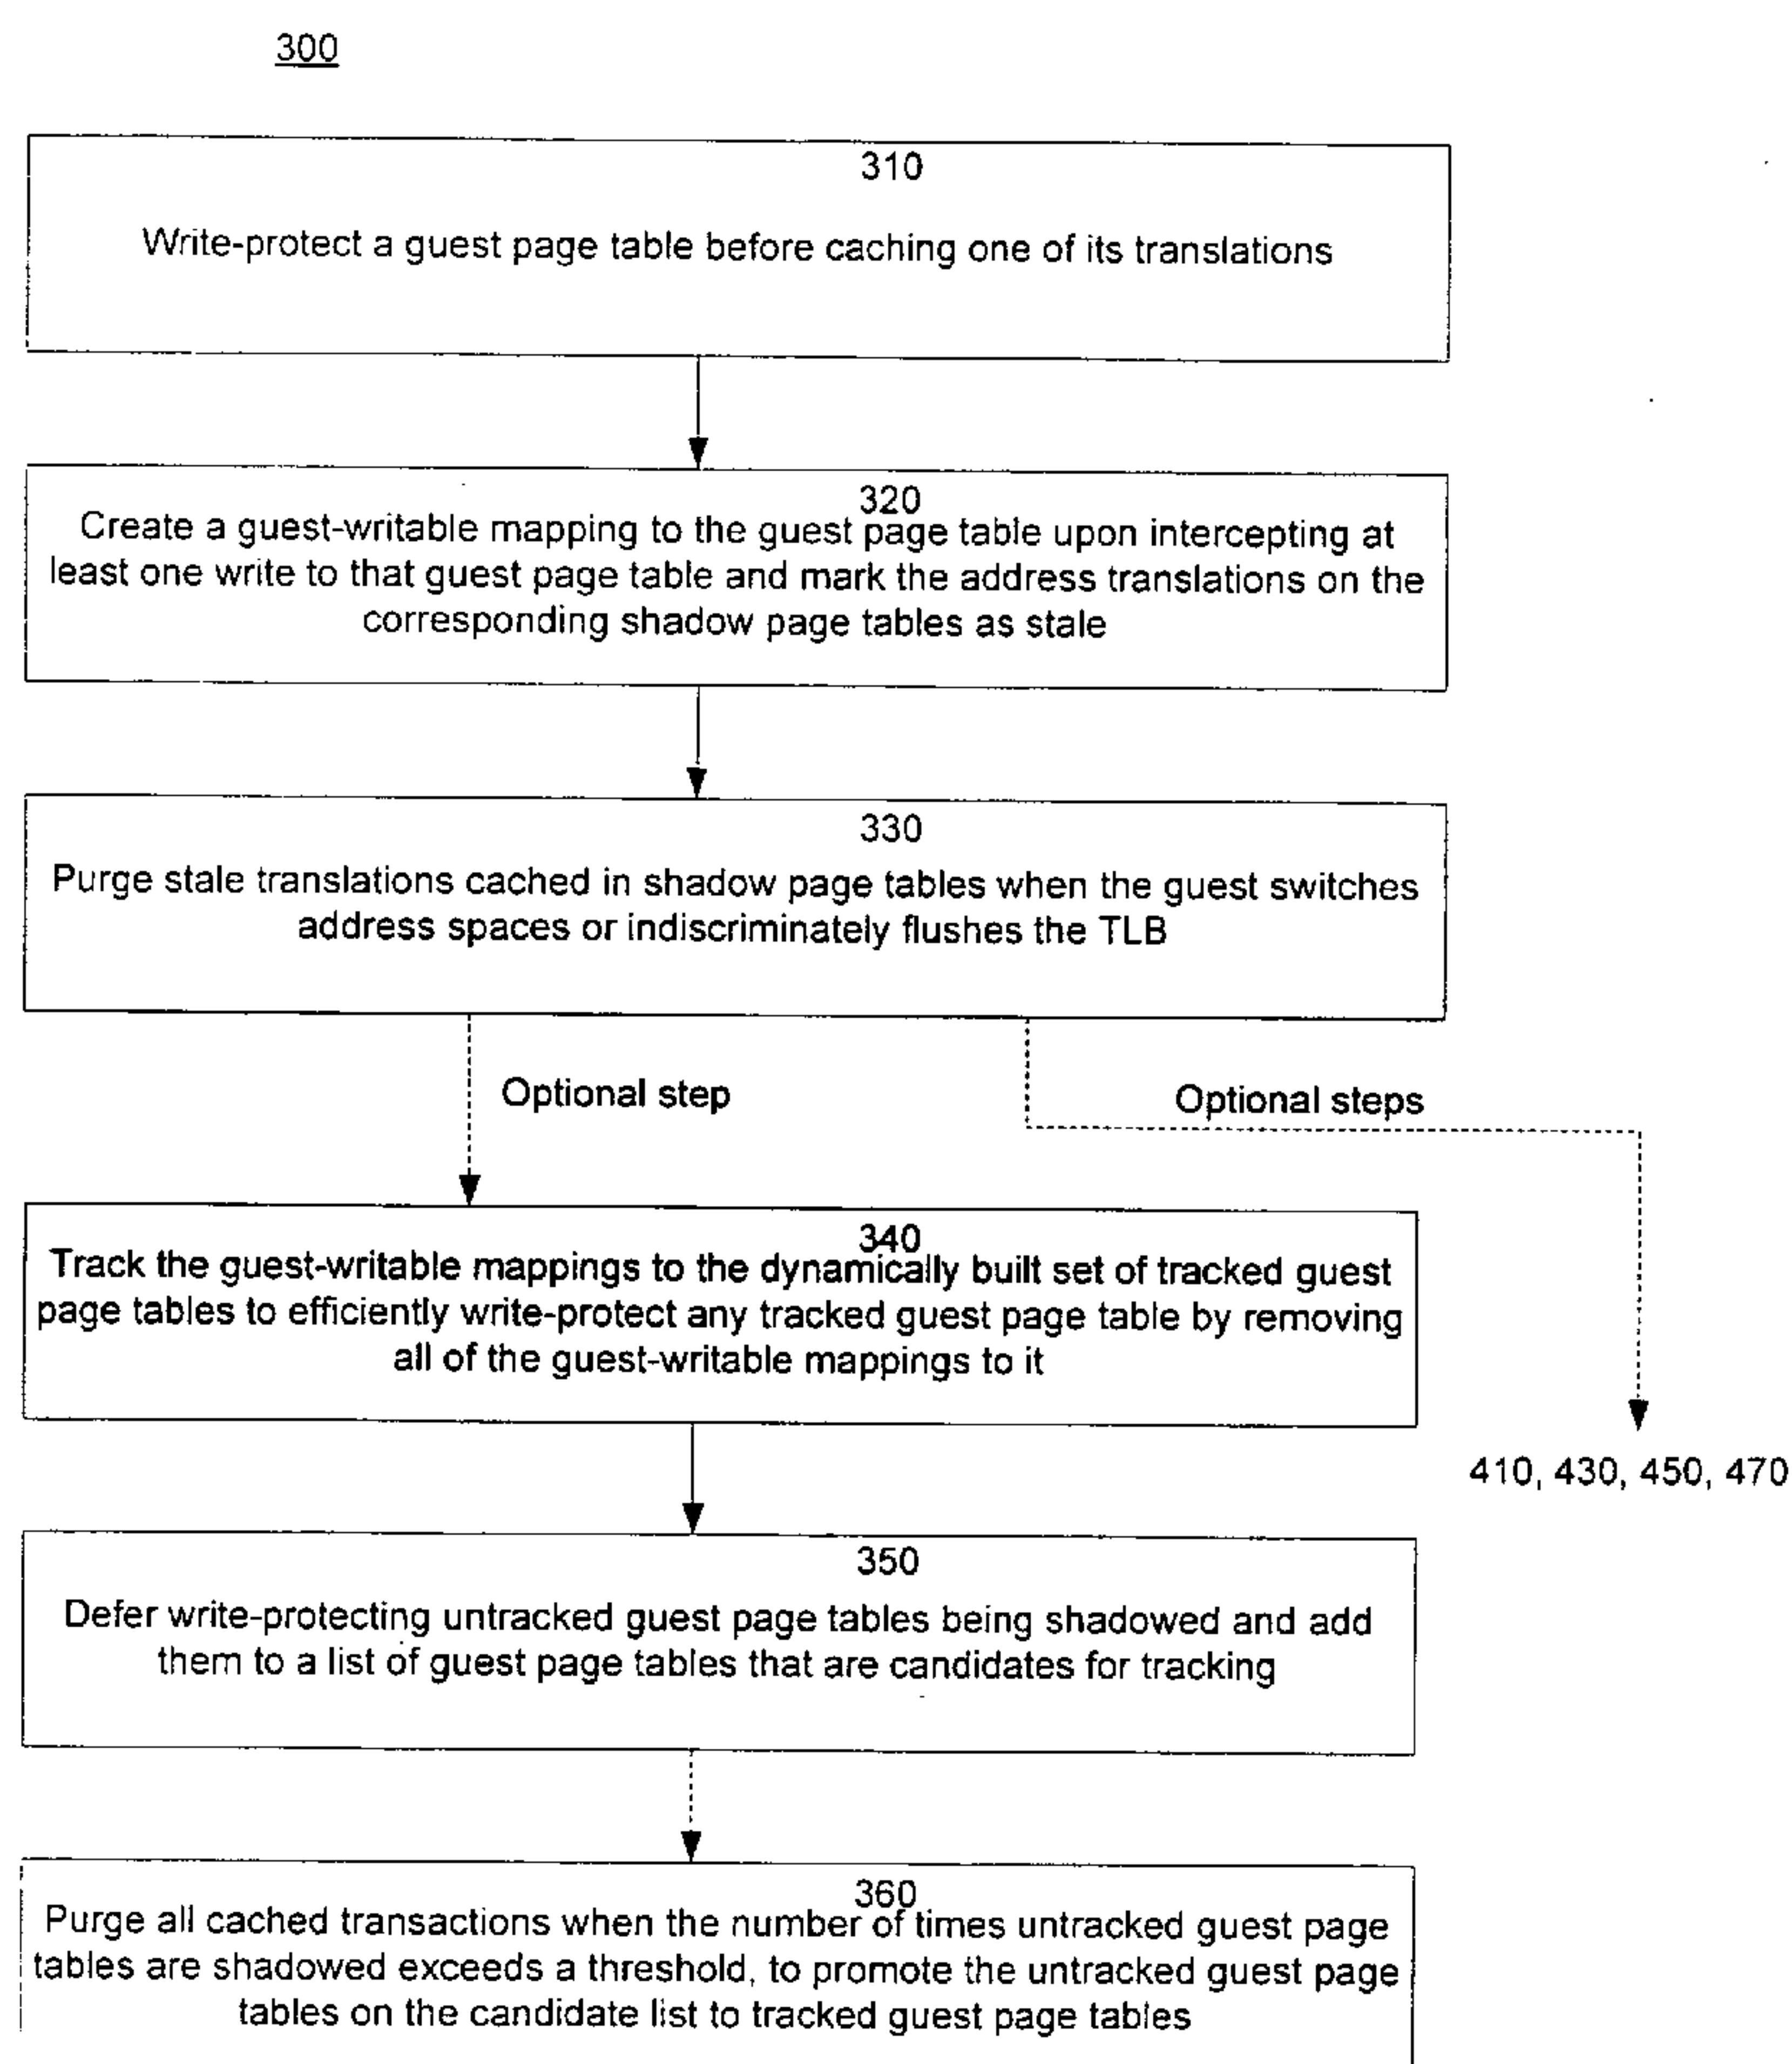 300
310
Write-protect a guest page table before caching one of its translations
320
Create a guest-writable mapping to the guest page table upon intercepting at
least one write to that guest page table and mark the address translations on the
corresponding shadow page tables as stale
330
Purge stale translations cached in shadow page tables when the guest switches
address spaces or indiscriminately flushes the TLB
Optional step
Optional steps
340
Track the guest-writable mappings to the dynamically built set of tracked guest
page tables to efficiently write-protect any tracked guest page table by removing
all of the guest-writable mappings to it
410, 430, 450, 470
350
Defer write-protecting untracked guest page tables being shadowed and add
them to a list of guest page tables that are candidates for tracking
360
Purge all cached transactions when the number of times untracked guest page
tables are shadowed exceeds a threshold, to promote the untracked guest page
tables on the candidate list to tracked guest page tables